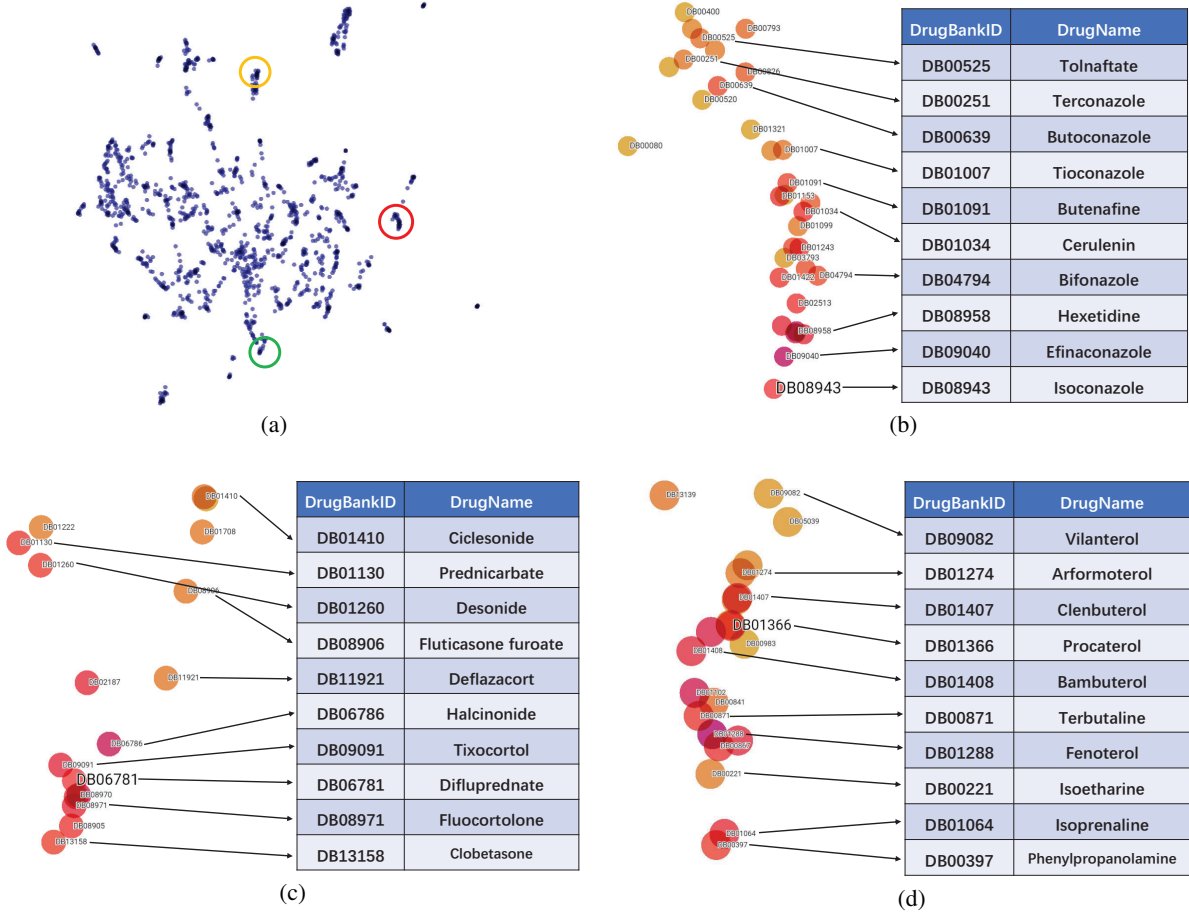 (a)
DB00400
DB00793
DB00525
DB00251
DB00826
DB00639
DB00520
DB01321
DB00080
DB01007
DB01091
DB01153
DB01034
DB01099
DB01243
DB03793
DB01422
DB04794
DB02513
DB08958
DB09040
DB08943
DrugBankID DrugName
DB00525 Tolnaftate
DB00251 Terconazole
DB00639 Butoconazole
DB01007 Tioconazole
DB01091 Butenafine
DB01034 Cerulenin
DB04794 Bifonazole
DB08958 Hexetidine
DB09040 Efinaconazole
DB08943 Isoconazole
(b)
DB01410
DB01222
DB01708
DB01130
DB01260
DB08906
DB02187
DB11921
DB06786
DB09091
DB06781
DB08970
DB08971
DB08905
DB13158
DrugBankID DrugName
DB01410 Ciclesonide
DB01130 Prednicarbate
DB01260 Desonide
DB08906 Fluticasone furoate
DB11921 Deflazacort
DB06786 Halcinonide
DB09091 Tixocortol
DB06781 Difluprednate
DB08971 Fluocortolone
DB13158 Clobetasone
(c)
DB13139
DB09082
DB05039
DB01274
DB01407
DB01366
DB00983
DB01408
DB00841
DB00871
DB01288
DB00867
DB00221
DB01064
DB00397
DrugBankID DrugName
DB09082 Vilanterol
DB01274 Arformoterol
DB01407 Clenbuterol
DB01366 Procaterol
DB01408 Bambuterol
DB00871 Terbutaline
DB01288 Fenoterol
DB00221 Isoetharine
DB01064 Isoprenaline
DB00397 Phenylpropanolamine
(d)